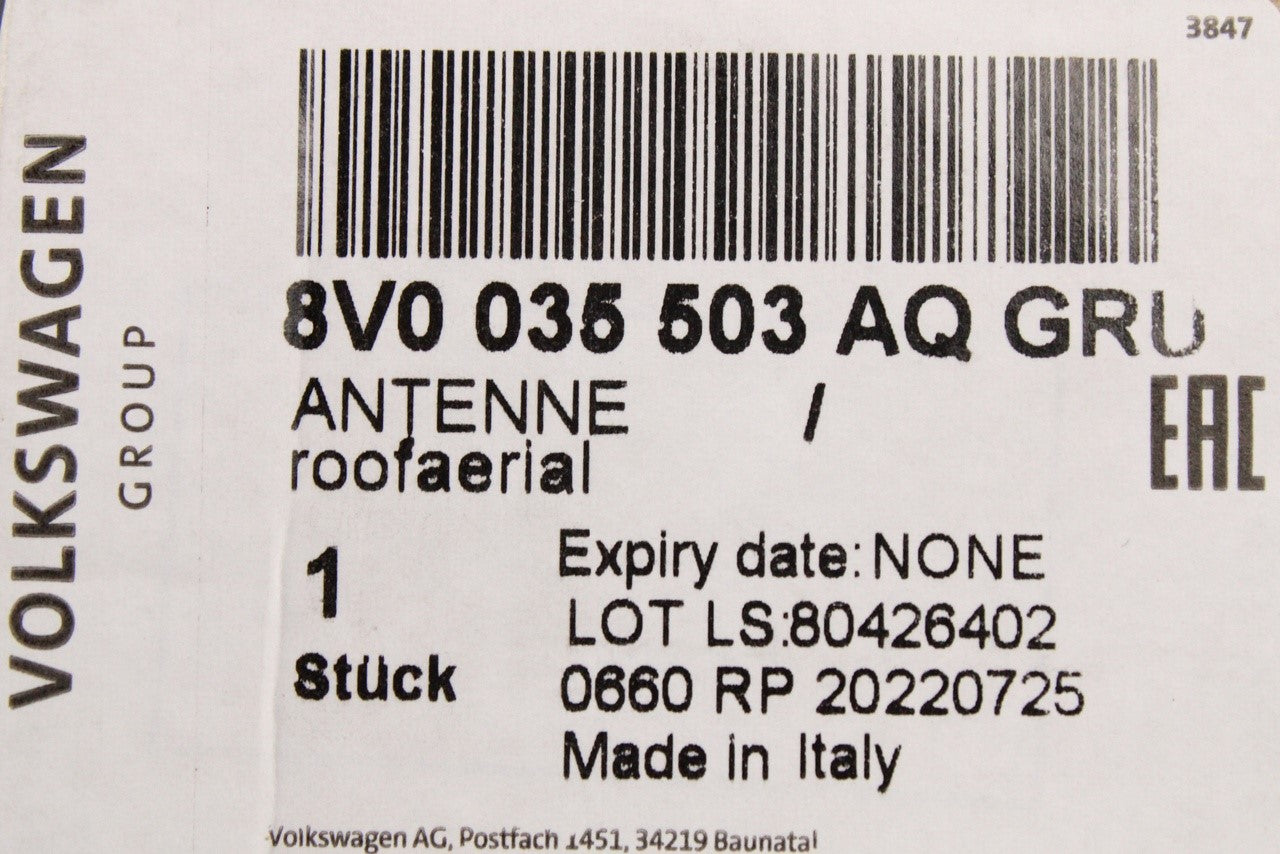 3847
VOLKSWAGEN
GROUP
8V0 035 503 AQ GRU
ANTENNE /
roofaerial
EAC
1
Stück
Expiry date: NONE
LOT LS:80426402
0660 RP 20220725
Made in Italy
Volkswagen AG, Postfach 1451, 34219 Baunatal